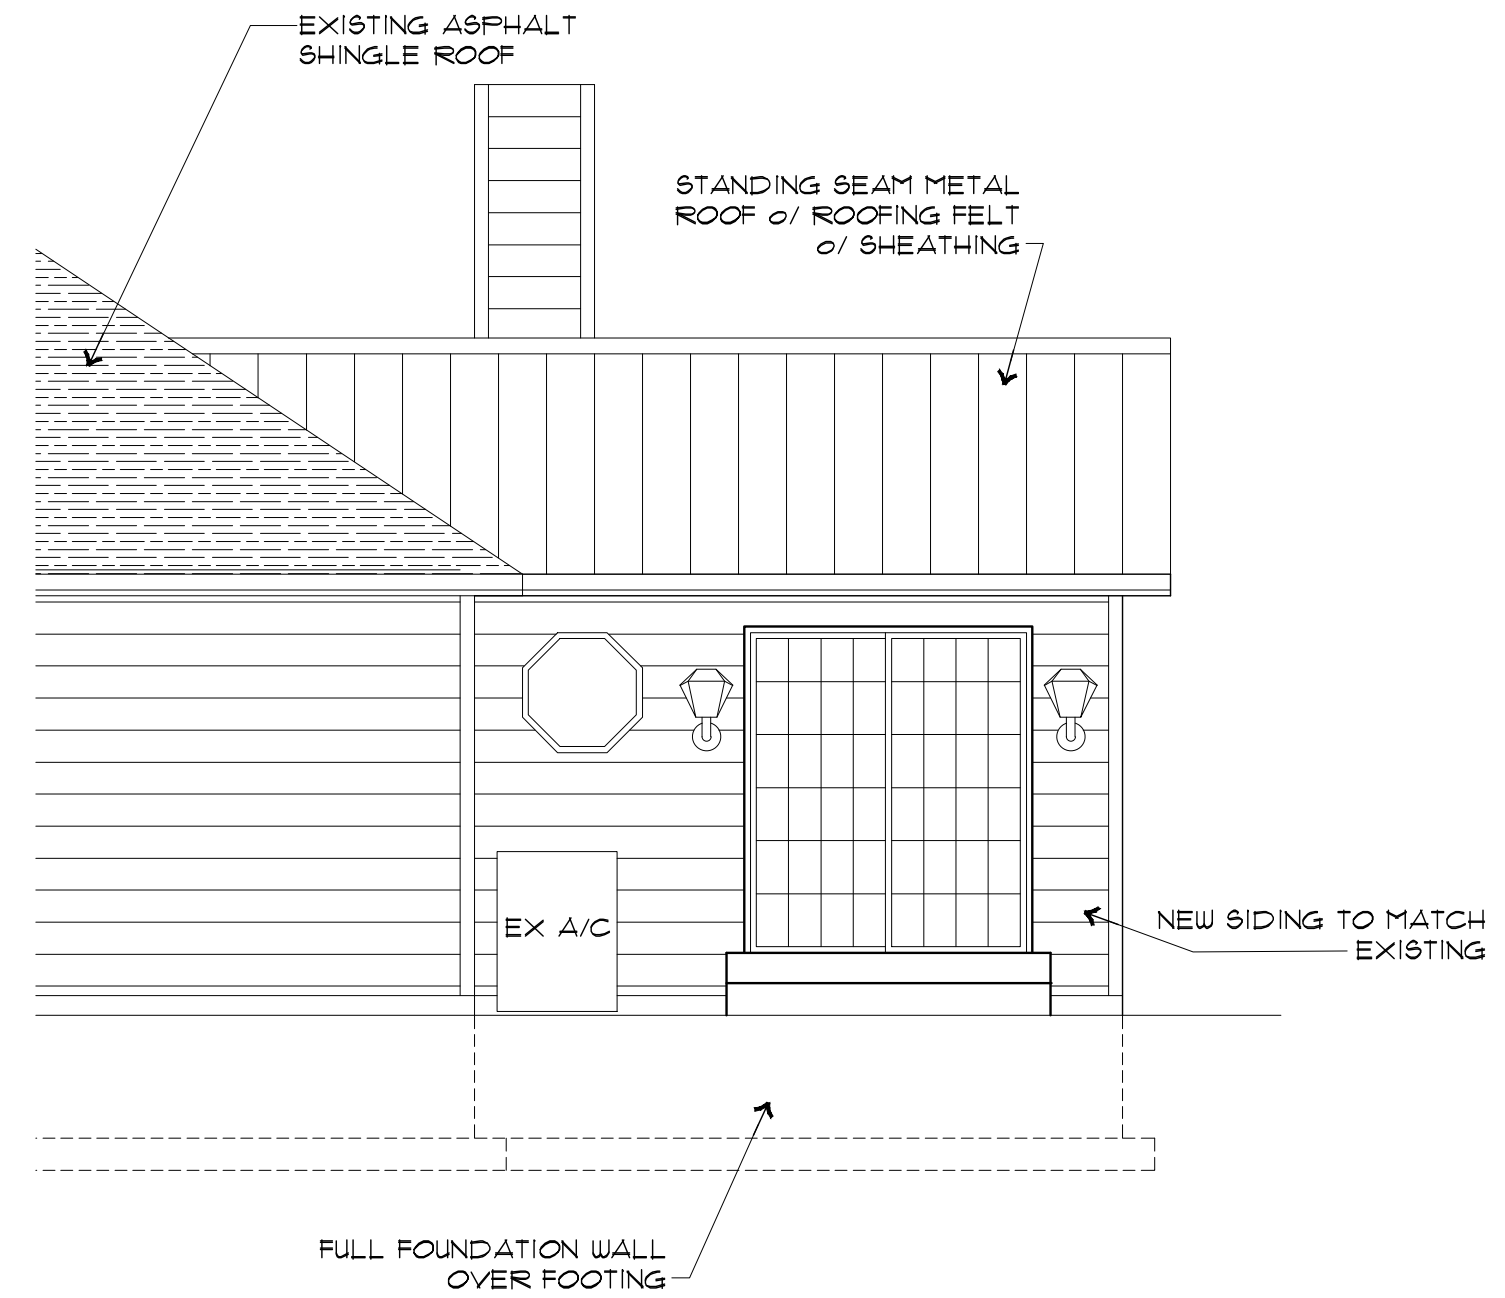 EXISTING ASPHALT
SHINGLE ROOF
STANDING SEAM METAL
ROOF o/ ROOFING FELT
o/ SHEATHING
EX A/C
NEW SIDING TO MATCH
EXISTING
FULL FOUNDATION WALL
OVER FOOTING